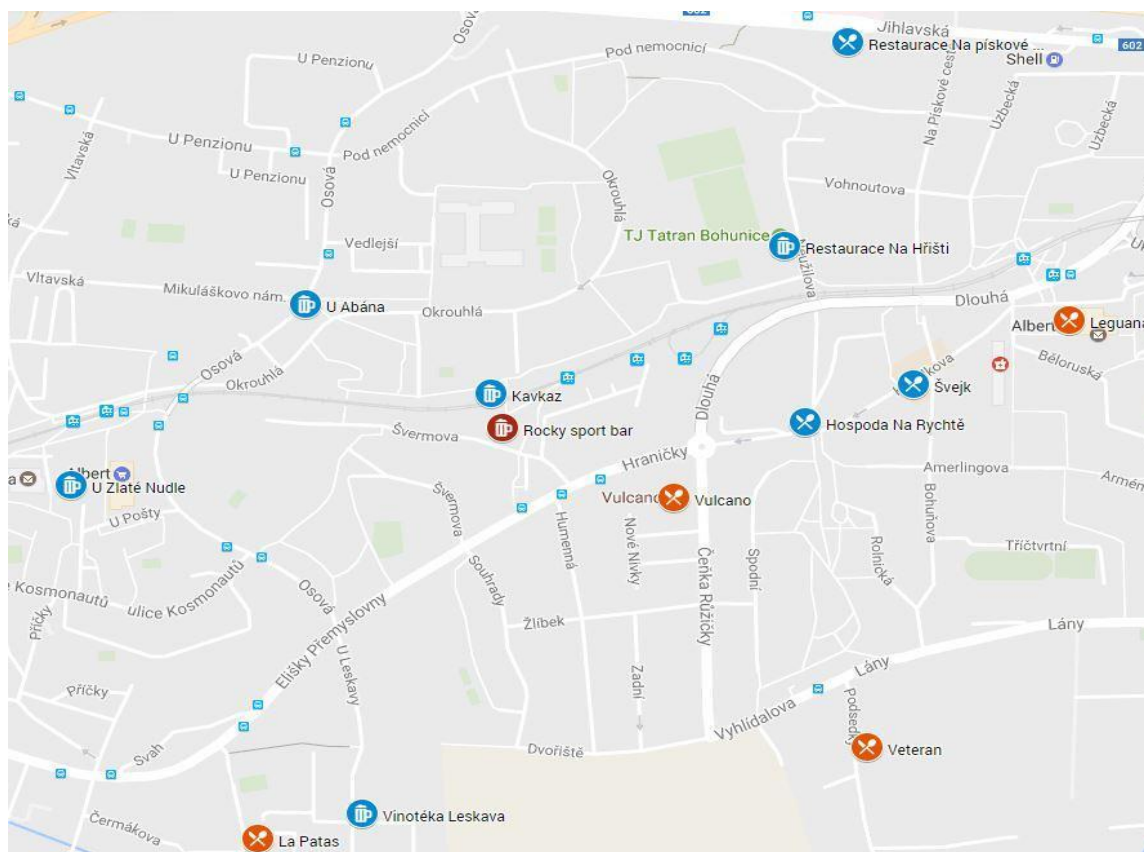 602
Jihlavská
Osová
Restaurace Na pískové ...
602
Pod nemocnicí
Shell
U Penzionu
Na Pískové cestě
Uzbecká
Uzbecká
U Penzionu
Pod nemocnicí
Vltavská
U Penzionu
Osová
Okrouhlá
Vohnoutova
TJ Tatran Bohunice
Restaurace Na Hřišti
Vedlejší
Vltavská
Mikuláškovo nám.
U Abána
Okrouhlá
Dlouhá
Albert
Leguana
Běloruská
Osová
Okrouhlá
Dlouhá
Kavkaz
Švejk
Rocky sport bar
Hospoda Na Rychtě
Švermova
Hraničky
Amerlingova
Albert
U Zlaté Nudle
Švermova
Vulcano
Vulcano
Bohuňova
U Pošty
Humenná
Nové Nivky
Rolnická
Tříčtvrtní
Čeňka Růžičky
Spodní
ulice Kosmonautů
Osová
Souhrady
Příčky
Žlíbek
Lány
Elišky Přemyslovny
U Leskavy
Zadní
Lány
Příčky
Podsedky
Vyhlídalova
Svah
Dvořiště
Veteran
Vinotéka Leskava
Čermákova
La Patas